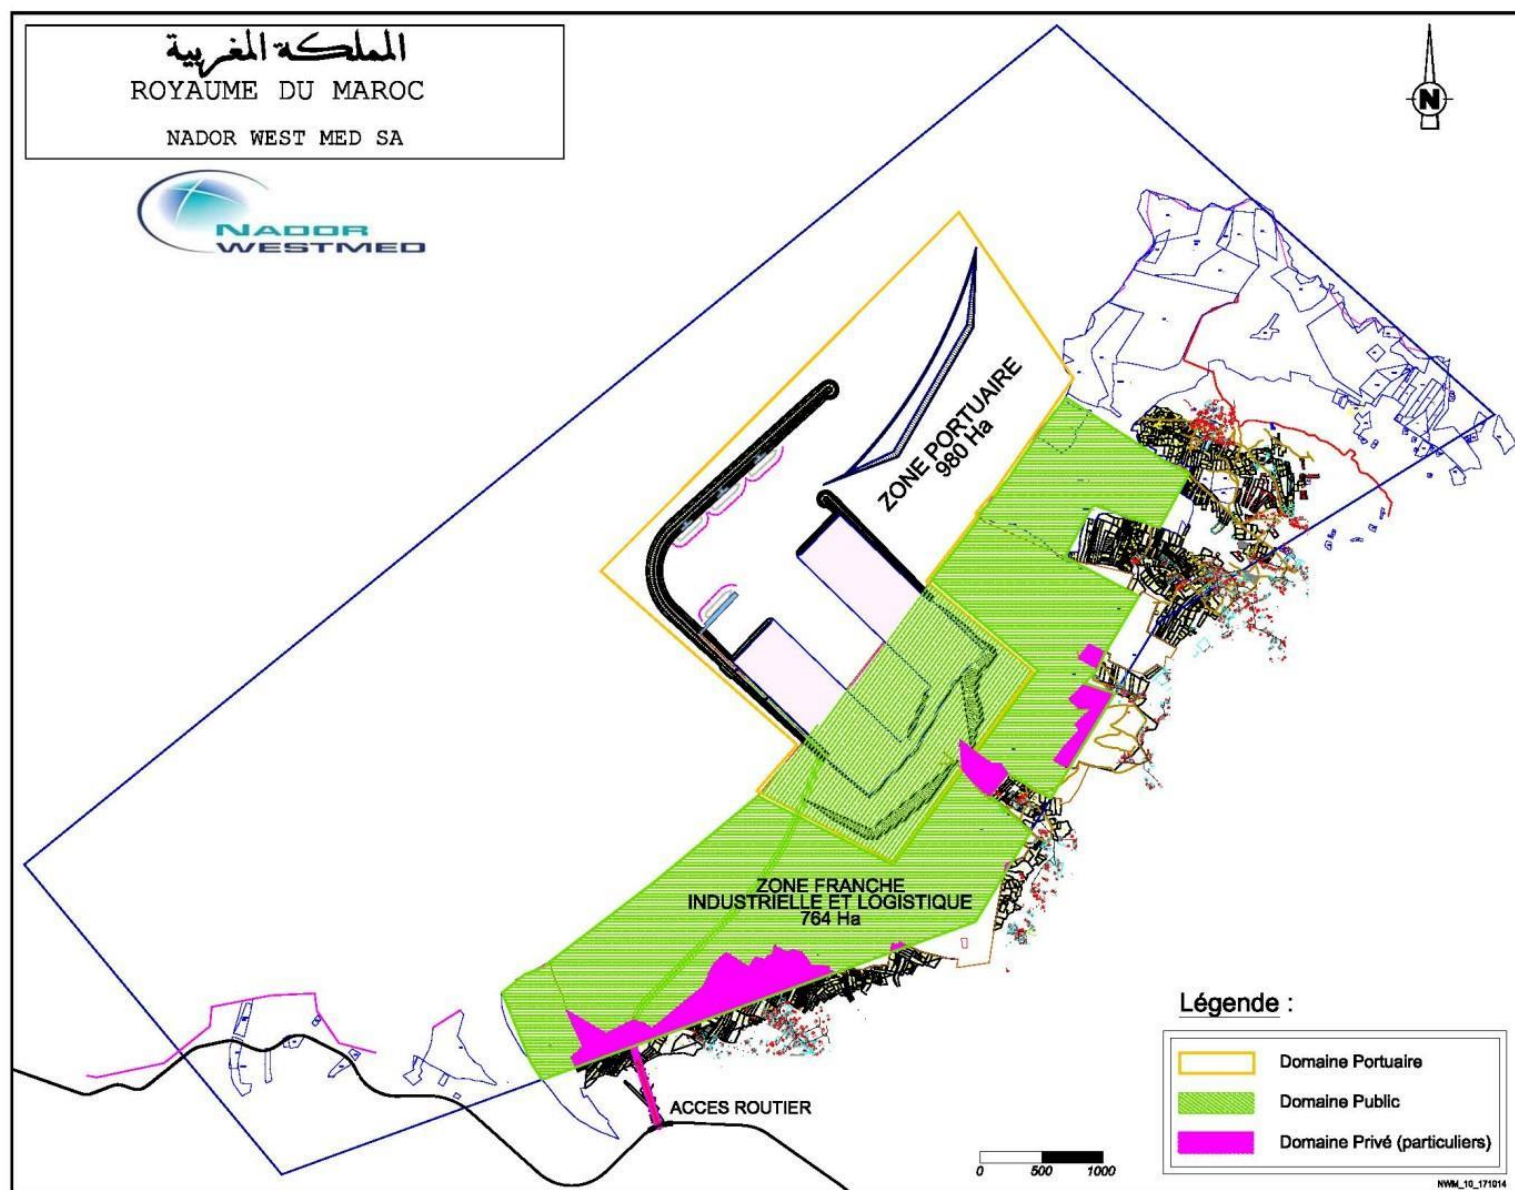 المملكة المغربية
ROYAUME DU MAROC
NADOR WEST MED SA
NADOR
WESTMED
N
ZONE PORTUAIRE
980 Ha
ZONE FRANCHE
INDUSTRIELLE ET LOGISTIQUE
764 Ha
ACCES ROUTIER
Légende :
Domaine Portuaire
Domaine Public
Domaine Privé (particuliers)
0 500 1000
NWM_10_171014